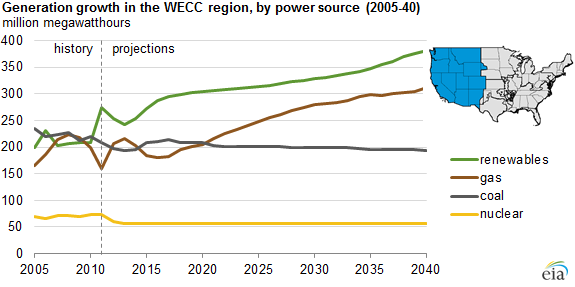 Generation growth in the WECC region, by power source (2005-40)
million megawatthours
400
350
300
250
200
150
100
50
0
history
projections
2005
2010
2015
2020
2025
2030
2035
2040
renewables
gas
coal
nuclear
eia